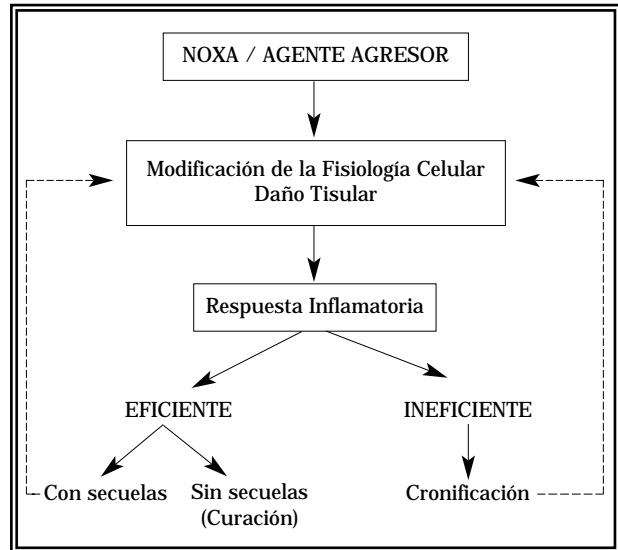 NOXA / AGENTE AGRESOR
Modificación de la Fisiología Celular
Daño Tisular
Respuesta Inflamatoria
EFICIENTE
INEFICIENTE
Con secuelas
Sin secuelas
(Curación)
Cronificación